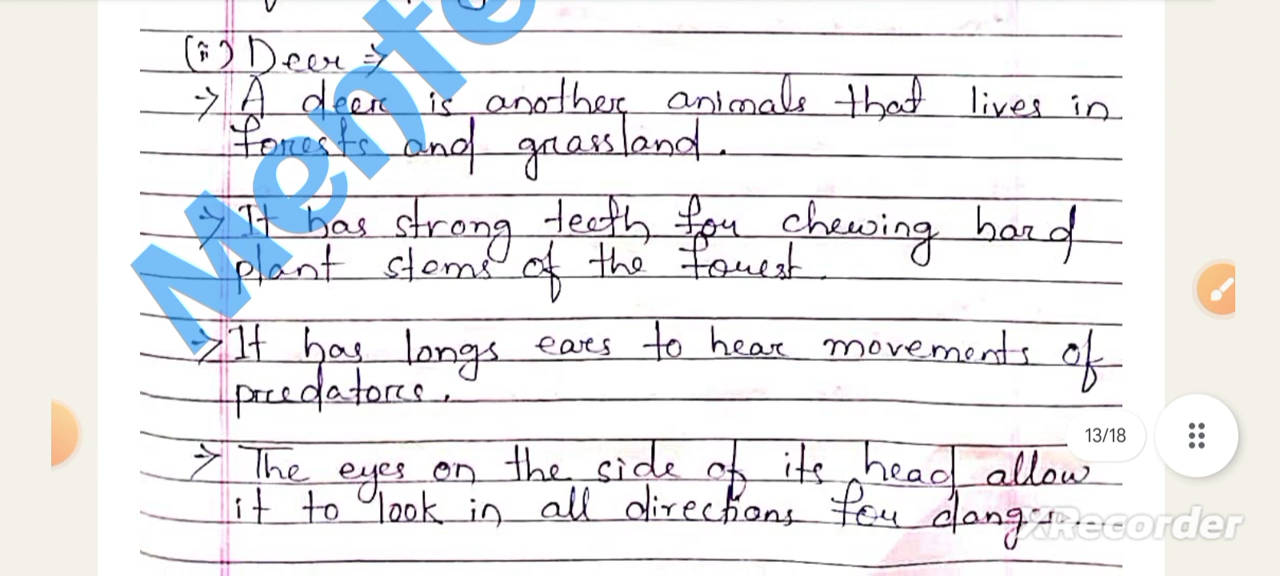 (ii) Deer ⇒
→ A deer is another animals that lives in
forests and grassland.
→ It has strong teeth for chewing hard
plant stems of the forest.
→ It has longs ears to hear movements of
predators.
→ The eyes on the side of its head allow
it to look in all directions for danger.
Mente
13/18
XRecorder